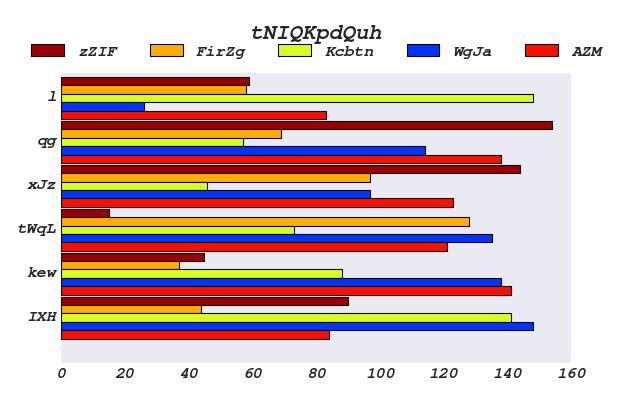 tNIQKpdQuh
zZIF FirZg Kcbtn WgJa AZM
l
qg
xJz
tWqL
kew
IXH
0 20 40 60 80 100 120 140 160